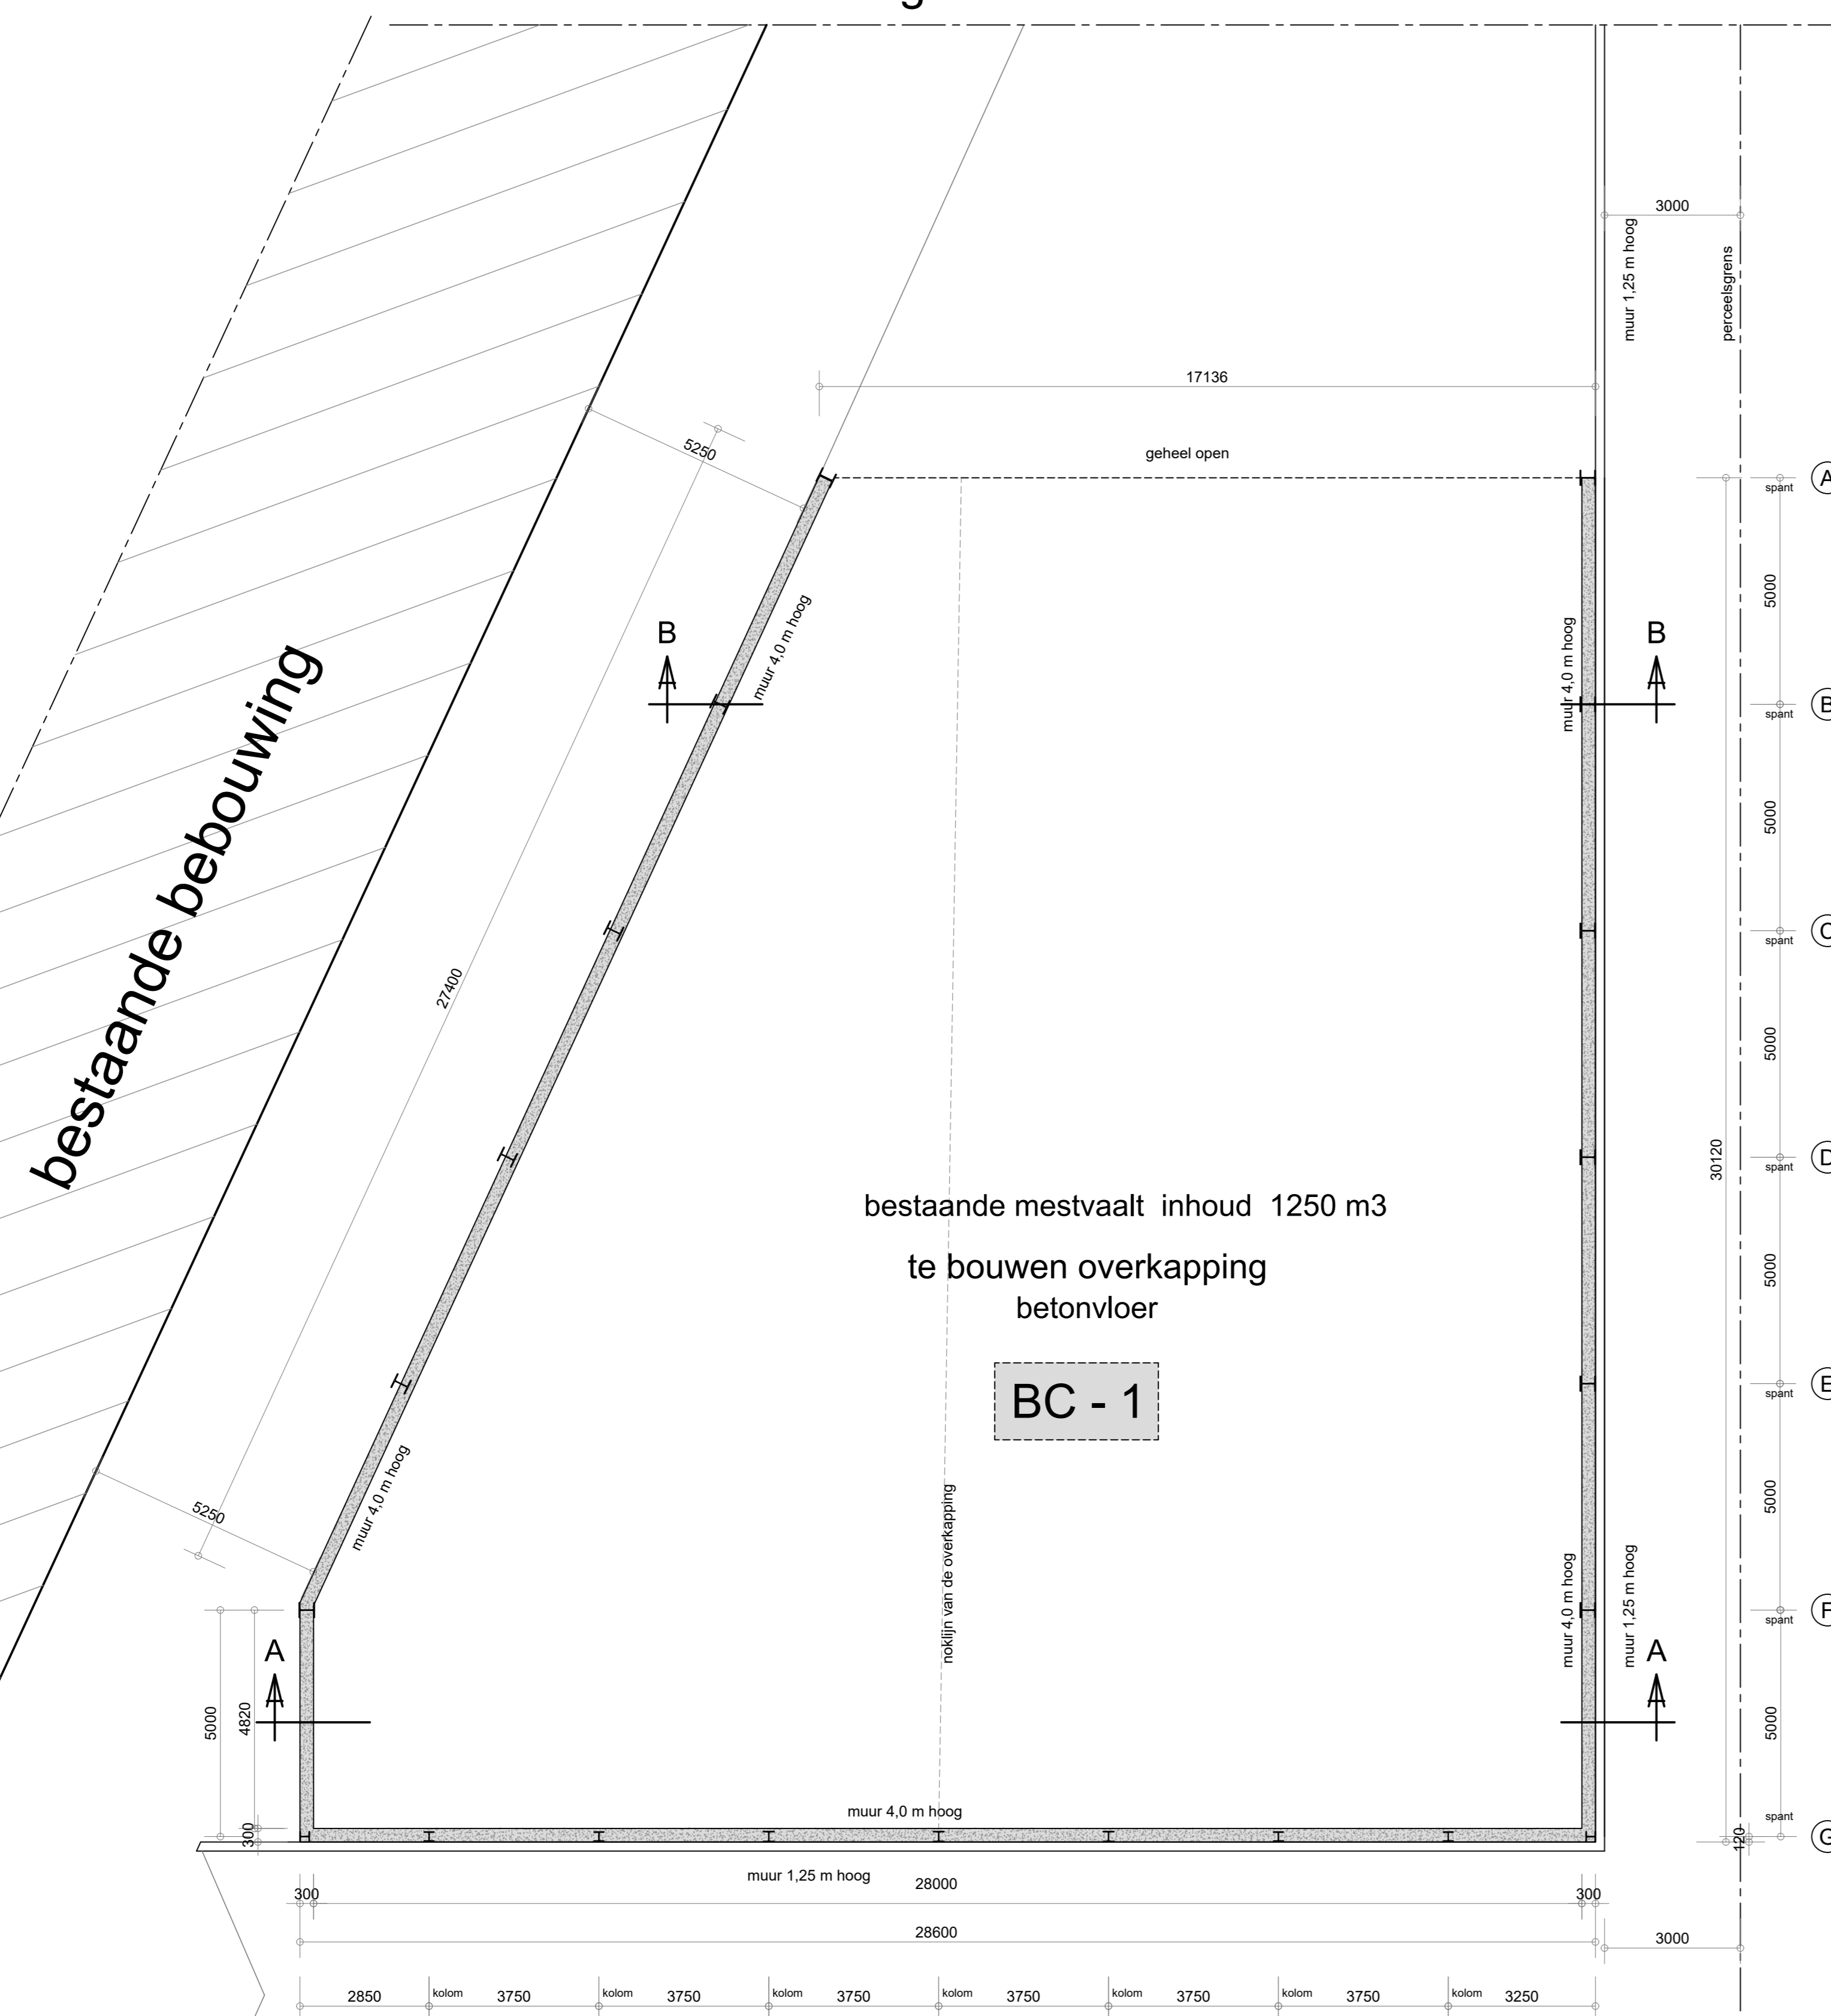 3000
muur 1,25 m hoog
perceelsgrens
17136
5250
geheel open
A
spant
5000
muur 4,0 m hoog
muur 4,0 m hoog
B
B
B
spant
bestaande bebouwing
5000
C
spant
27400
5000
30120
D
spant
bestaande mestvaalt inhoud 1250 m3
te bouwen overkapping
betonvloer
5000
BC - 1
E
spant
muur 4,0 m hoog
5250
noklijn van de overkapping
5000
muur 4,0 m hoog
muur 1,25 m hoog
F
spant
A
A
5000
4820
5000
muur 4,0 m hoog
300
spant
120
G
muur 1,25 m hoog
300
28000
300
28600
3000
2850
kolom
3750
kolom
3750
kolom
3750
kolom
3750
kolom
3750
kolom
3750
kolom
3250